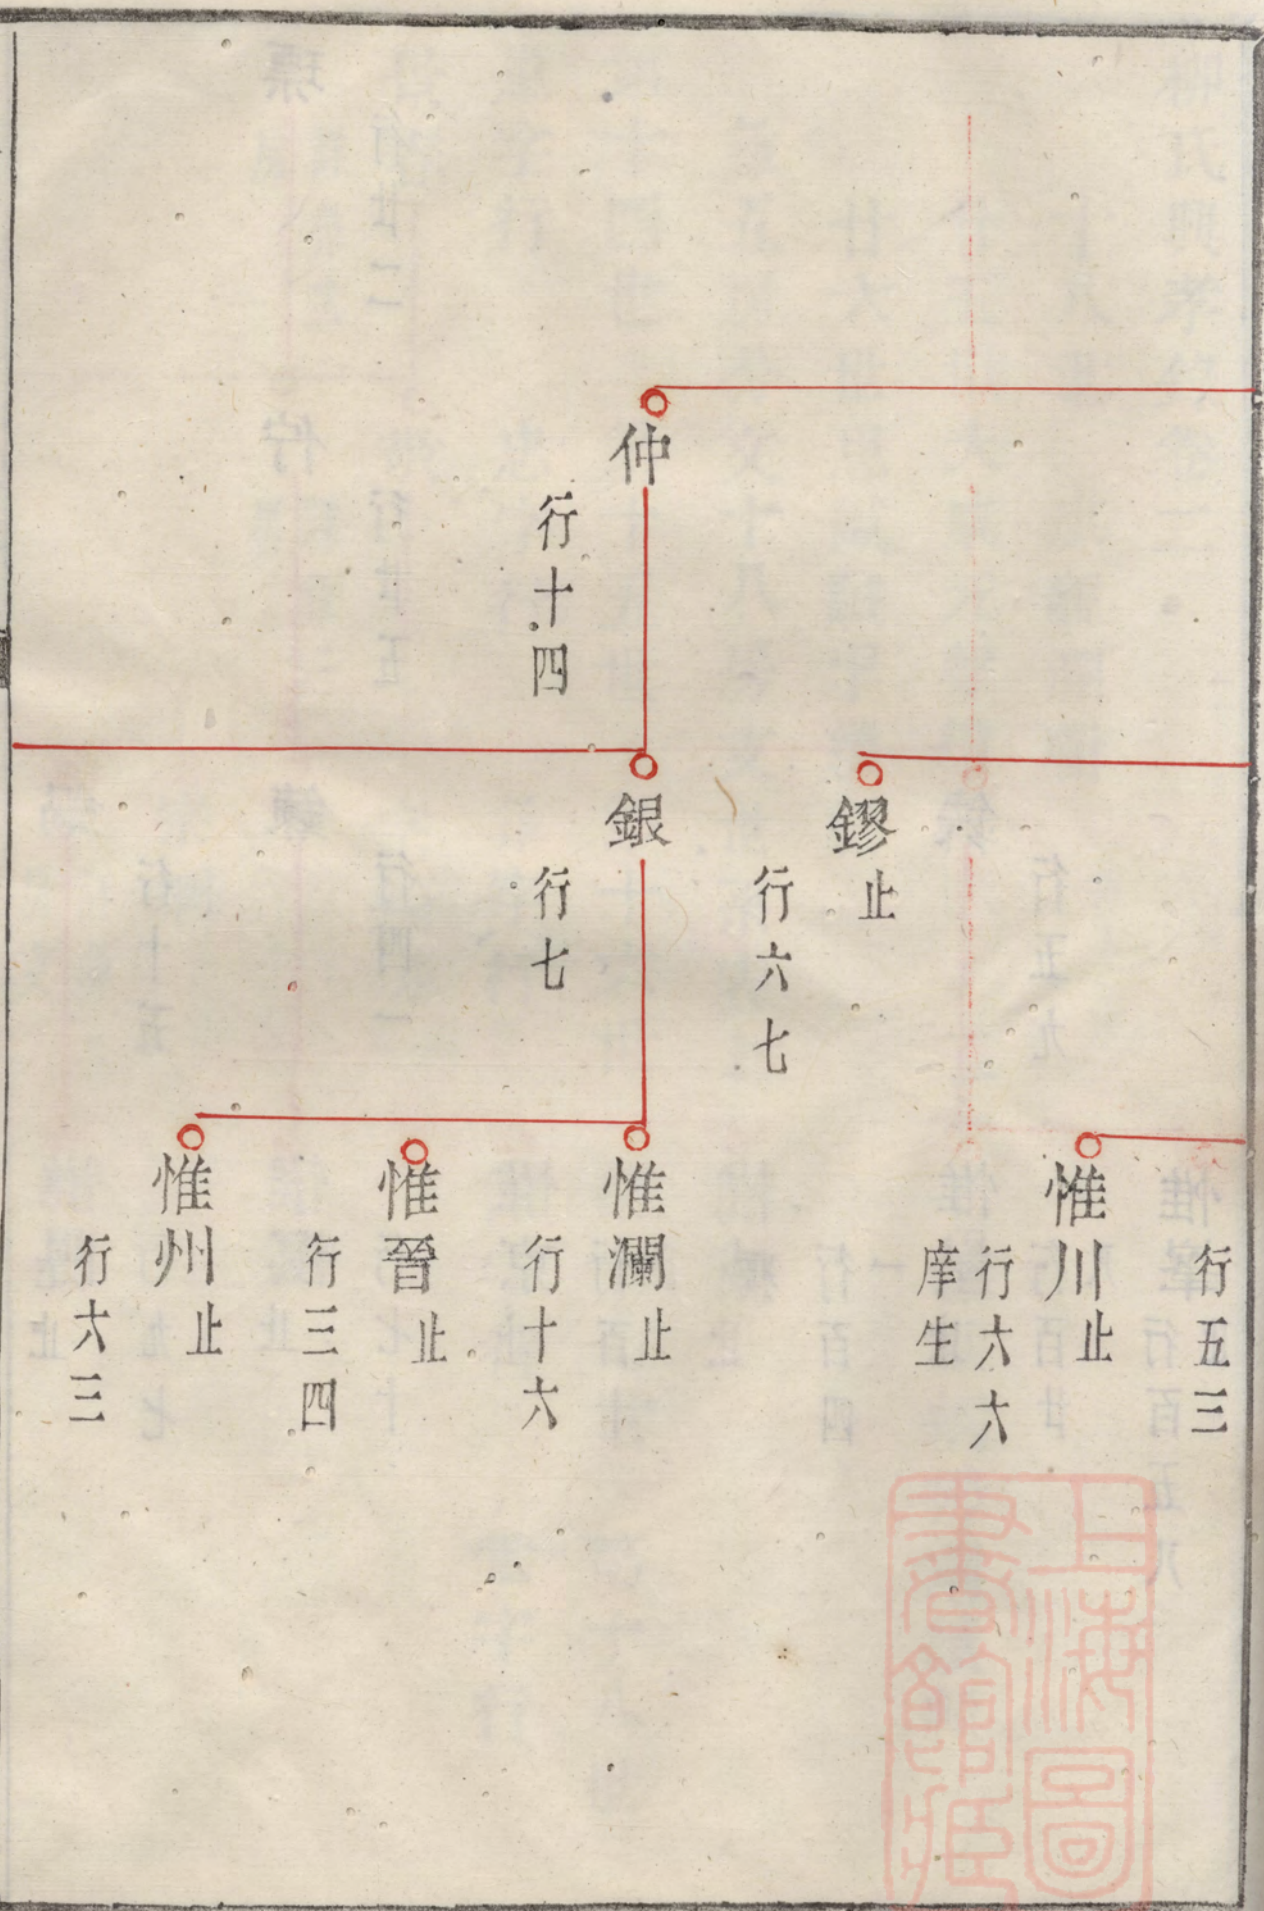 行五三
惟川止
行六六
庠生
鏐止
行六七
仲
行十四
銀
行七
惟瀾止
行十六
惟晉止
行三四
惟州止
行六三
上海圖
書館藏